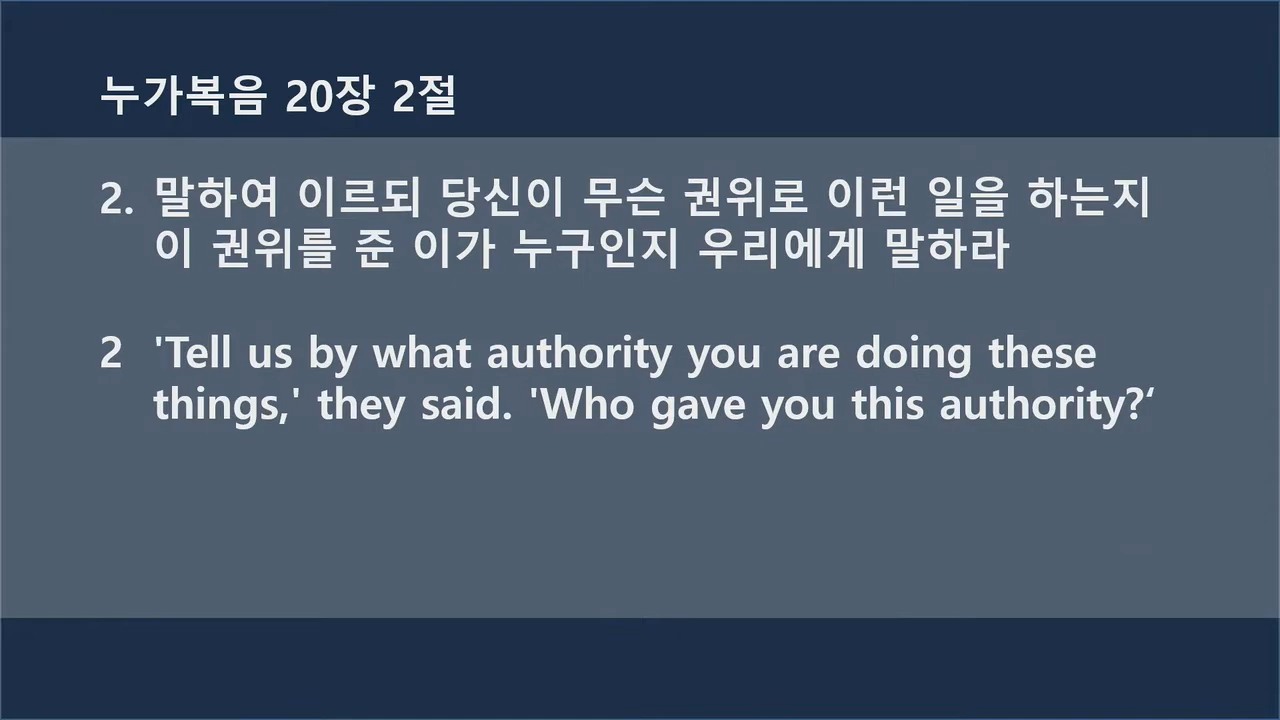 누가복음 20장 2절
2. 말하여 이르되 당신이 무슨 권위로 이런 일을 하는지
이 권위를 준 이가 누구인지 우리에게 말하라
2 'Tell us by what authority you are doing these
things,' they said. 'Who gave you this authority?‘